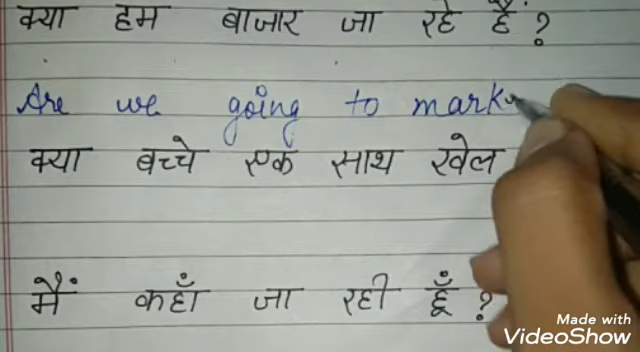 क्या हम बाजार जा रहे हैं?
Are we going to mark
क्या बच्चे एक साथ खेल
मैं कहाँ जा रही हूँ?
Made with
VideoShow